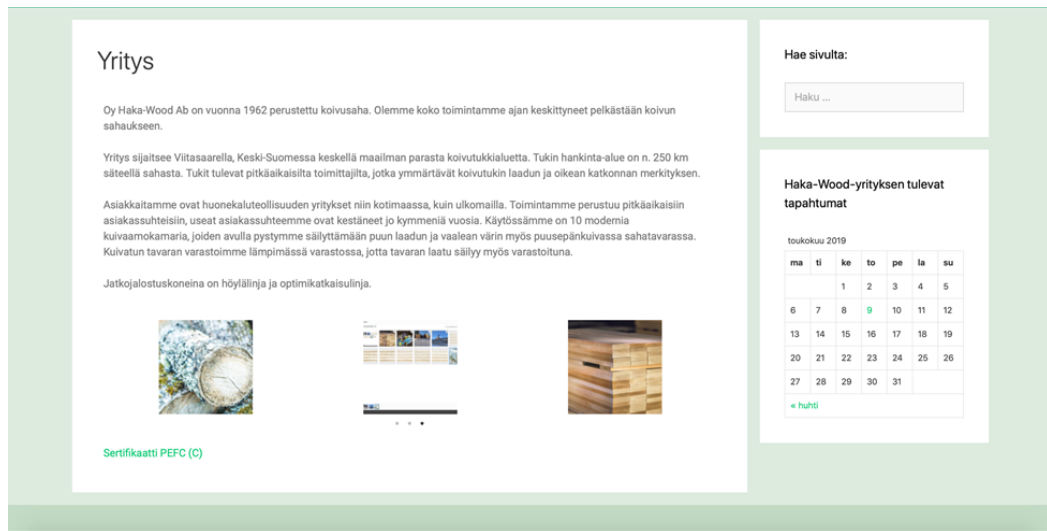 Yritys
Oy Haka-Wood Ab on vuonna 1962 perustettu koivusaha. Olemme koko toimintamme ajan keskittyneet pelkästään koivun
sahaukseen.
Yritys sijaitsee Viitasaarella, Keski-Suomessa keskellä maailman parasta koivutukkialuetta. Tukin hankinta-alue on n. 250 km
säteellä sahasta. Tukit tulevat pitkäaikaisilta toimittajilta, jotka ymmärtävät koivutukin laadun ja oikean katkonnan merkityksen.
Asiakkaitamme ovat huonekaluteollisuuden yritykset niin kotimaassa, kuin ulkomailla. Toimintamme perustuu pitkäaikaisiin
asiakassuhteisiin, useat asiakassuhteemme ovat kestäneet jo kymmeniä vuosia. Käytössämme on 10 modernia
kuivaamokamaria, joiden avulla pystymme säilyttämään puun laadun ja vaalean värin myös puusepänkuivassa sahatavarassa.
Kuivatun tavaran varastoimme lämpimässä varastossa, jotta tavaran laatu säilyy myös varastoituna.
Jatkojalostuskoneina on höylälinja ja optimikatkaisulinja.
Sertifikaatti PEFC (C)
Hae sivulta:
Haku ...
Haka-Wood-yrityksen tulevat
tapahtumat
toukokuu 2019
ma ti ke to pe la su
1 2 3 4 5
6 7 8 9 10 11 12
13 14 15 16 17 18 19
20 21 22 23 24 25 26
27 28 29 30 31
« huhti